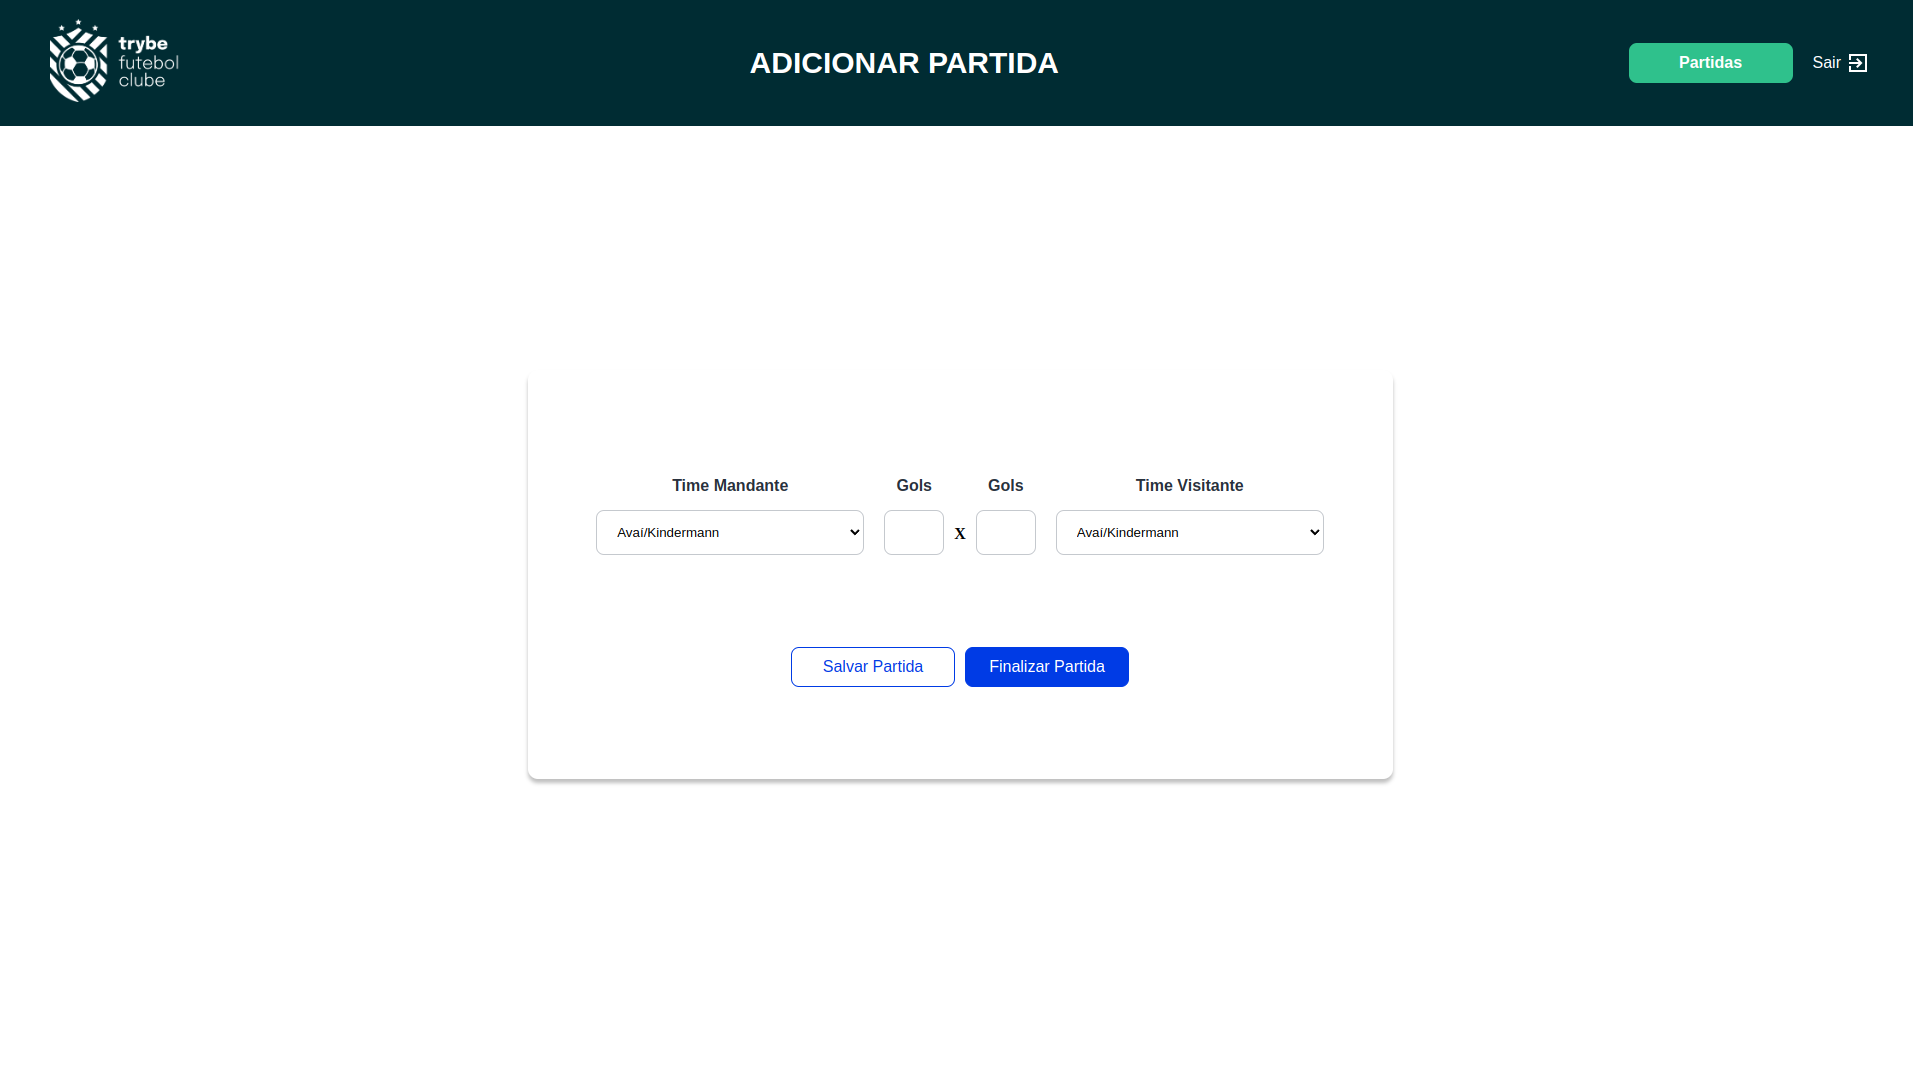 trybe
futebol
clube
ADICIONAR PARTIDA
Partidas
Sair
Time Mandante
Gols
Gols
Time Visitante
Avaí/Kindermann
X
Avaí/Kindermann
Salvar Partida
Finalizar Partida